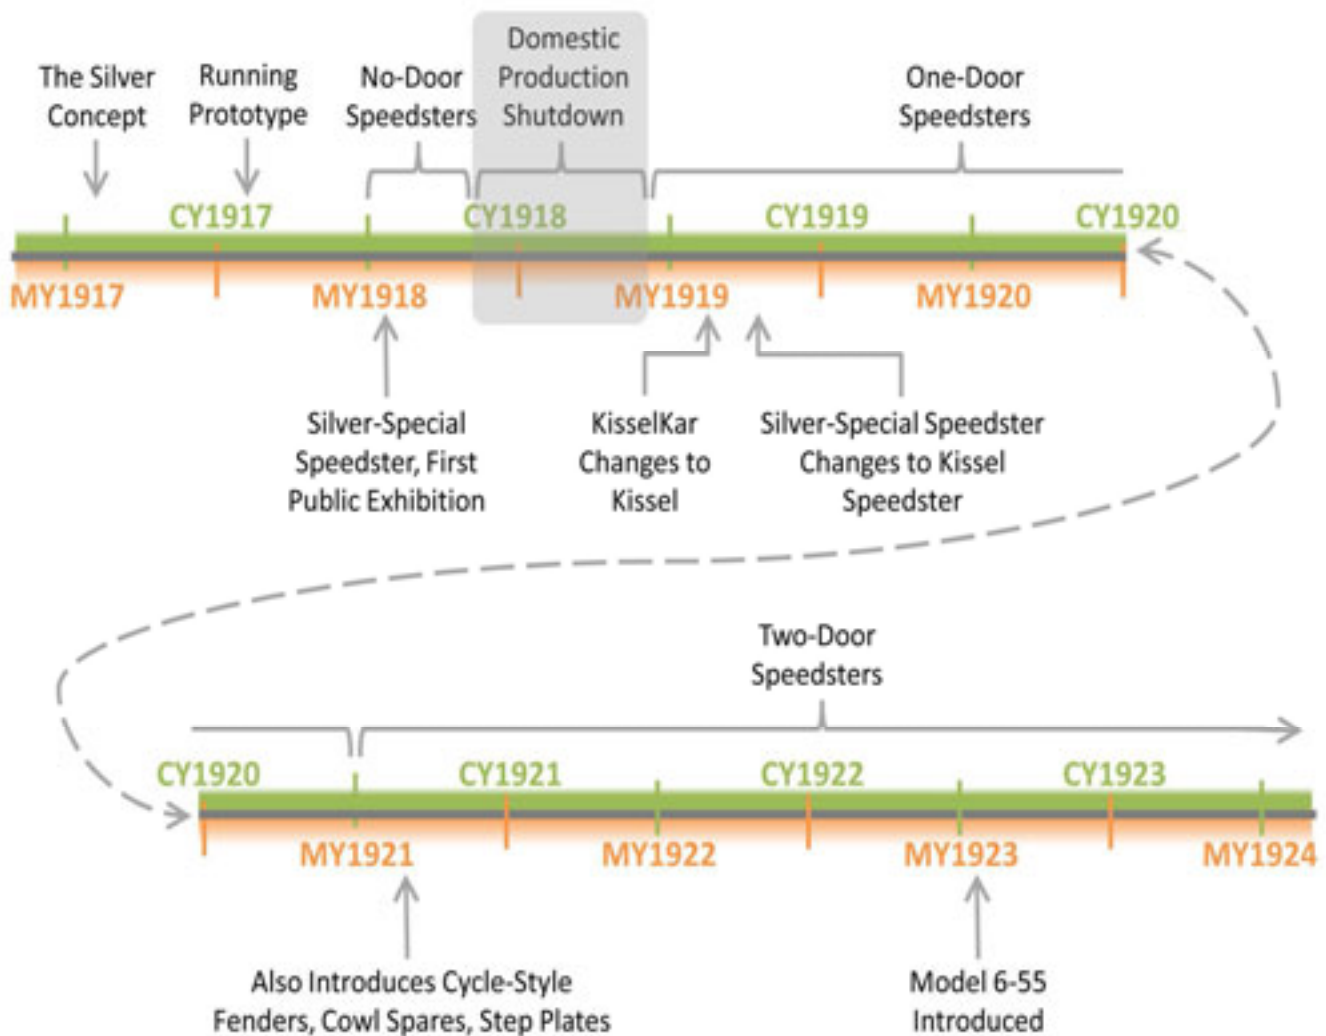 The Silver
Concept
Running
Prototype
No-Door
Speedsters
Domestic
Production
Shutdown
One-Door
Speedsters
CY1917
CY1918
CY1919
CY1920
MY1917
MY1918
MY1919
MY1920
Silver-Special
Speedster, First
Public Exhibition
KisselKar
Changes to
Kissel
Silver-Special Speedster
Changes to Kissel
Speedster
Two-Door
Speedsters
CY1920
CY1921
CY1922
CY1923
MY1921
MY1922
MY1923
MY1924
Also Introduces Cycle-Style
Fenders, Cowl Spares, Step Plates
Model 6-55
Introduced